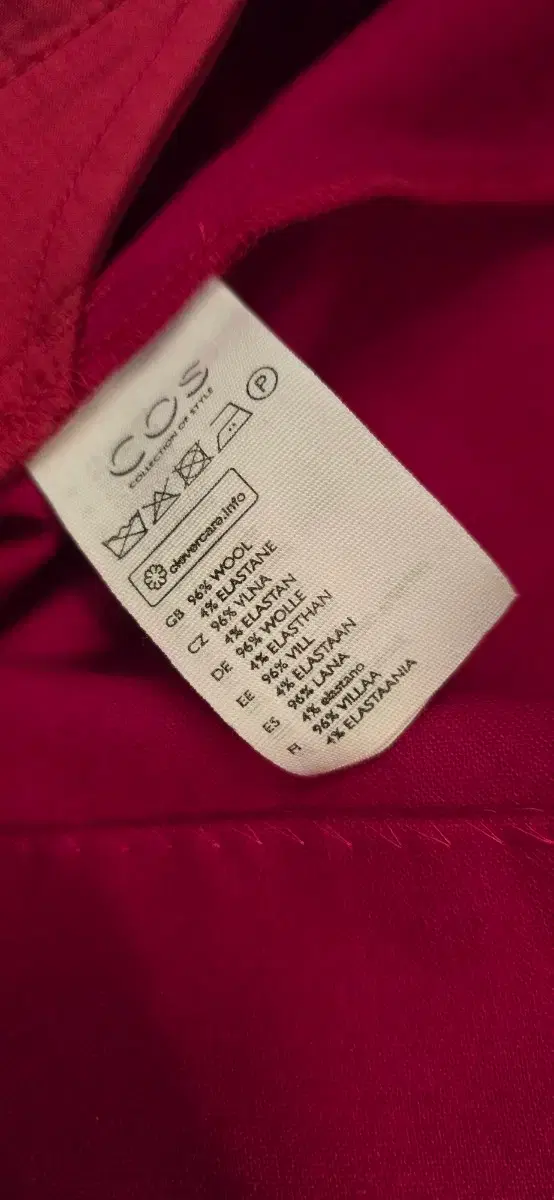 COS
COLLECTION OF STYLE
P
clevercare.info
GB 96% WOOL
4% ELASTANE
CZ 96% VLNA
4% ELASTAN
DE 96% WOLLE
4% ELASTHAN
EE 96% VILL
4% ELASTAAN
ES 96% LANA
4% elastano
FI 96% VILLAA
4% ELASTAANIA